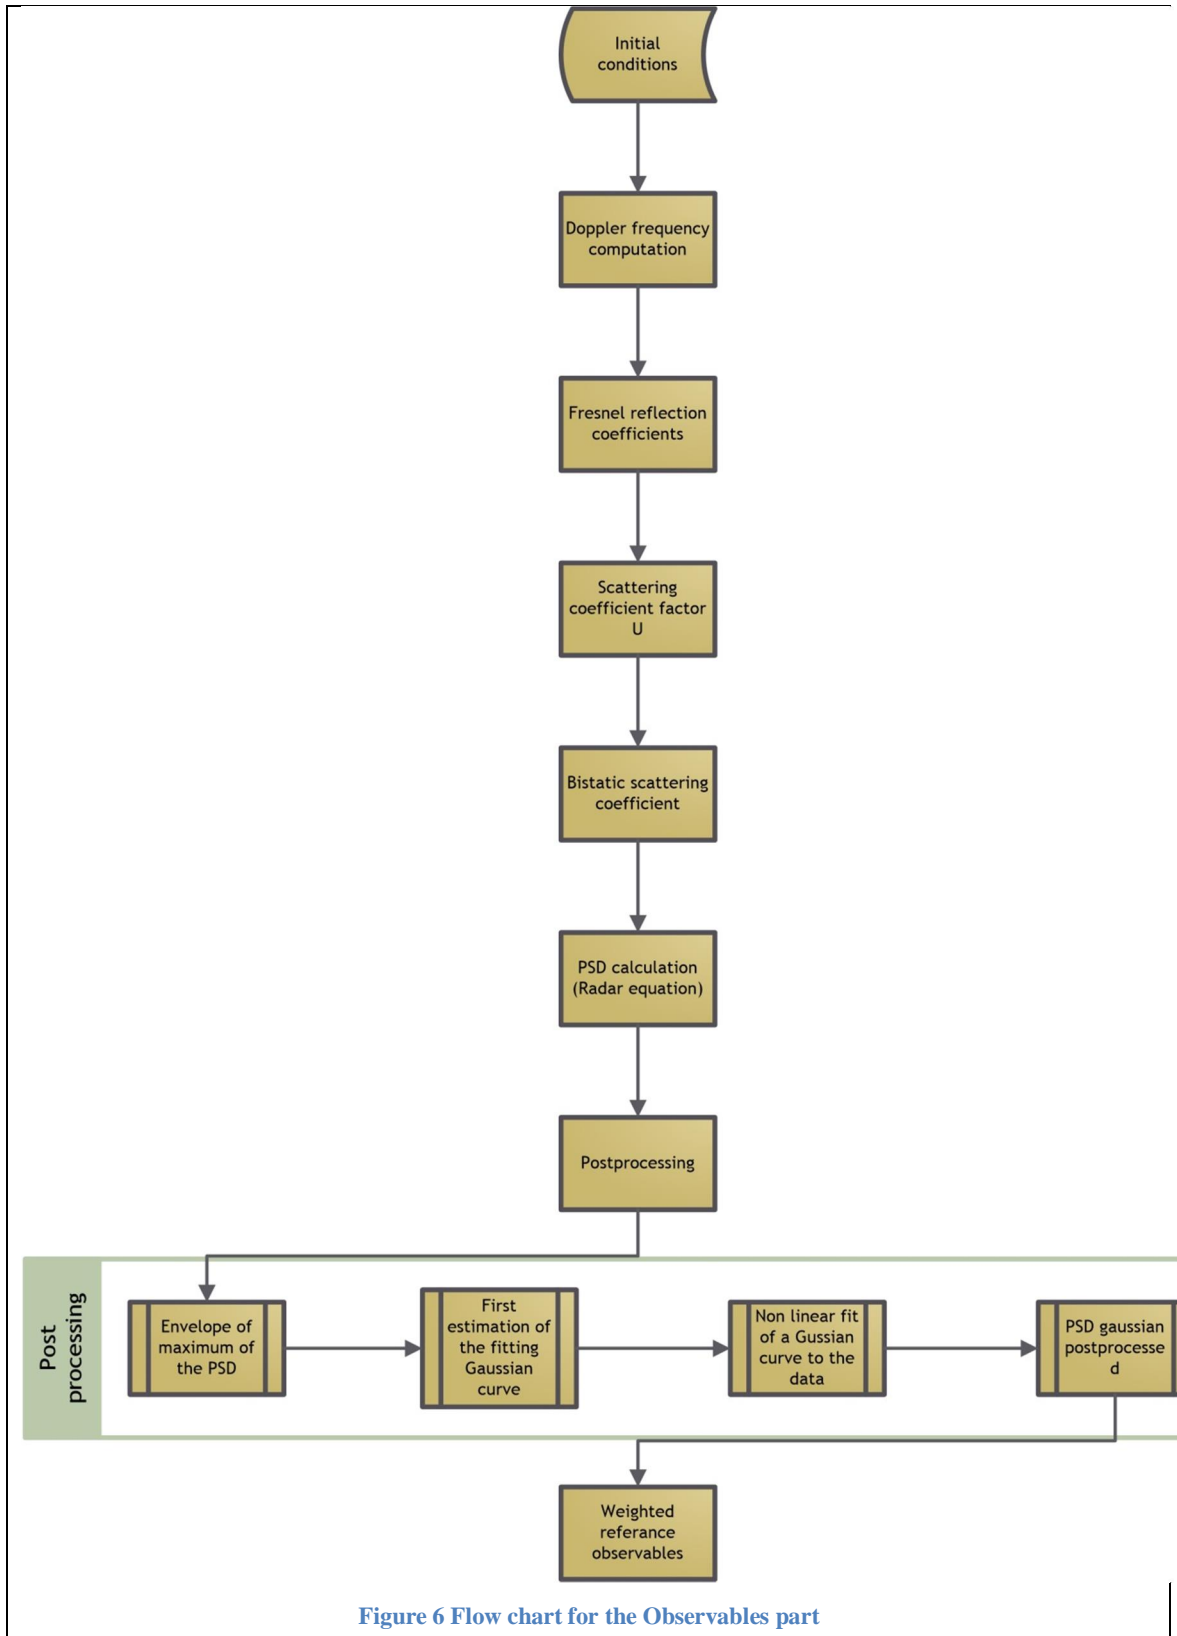 Initial
conditions
Doppler frequency
computation
Fresnel reflection
coefficients
Scattering
coefficient factor
U
Bistatic scattering
coefficient
PSD calculation
(Radar equation)
Postprocessing
Post
processing
Envelope of
maximum of
the PSD
First
estimation of
the fitting
Gaussian
curve
Non linear fit
of a Gussian
curve to the
data
PSD gaussian
postprocesse
d
Weighted
referance
observables
Figure 6 Flow chart for the Observables part